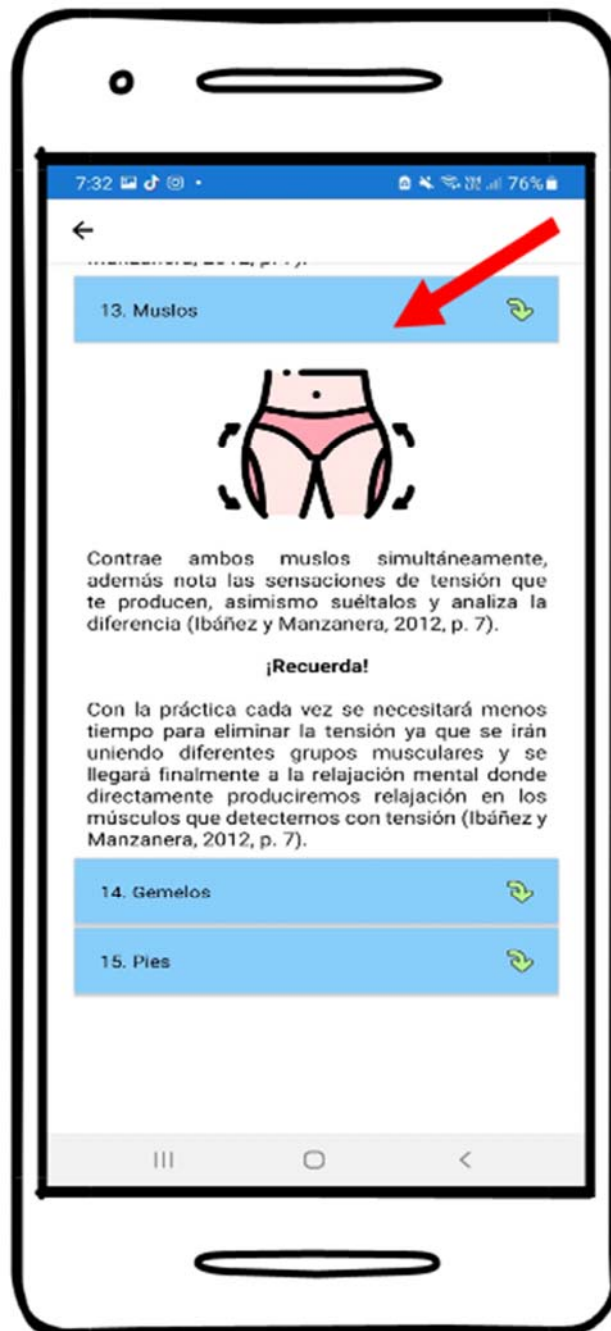 7:32
76%
13. Muslos
Contrae ambos muslos simultáneamente,
además nota las sensaciones de tensión que
te producen, asimismo suéltalos y analiza la
diferencia (Ibáñez y Manzanera, 2012, p. 7).
¡Recuerda!
Con la práctica cada vez se necesitará menos
tiempo para eliminar la tensión ya que se irán
uniendo diferentes grupos musculares y se
llegará finalmente a la relajación mental donde
directamente produciremos relajación en los
músculos que detectemos con tensión (Ibáñez y
Manzanera, 2012, p. 7).
14. Gemelos
15. Pies